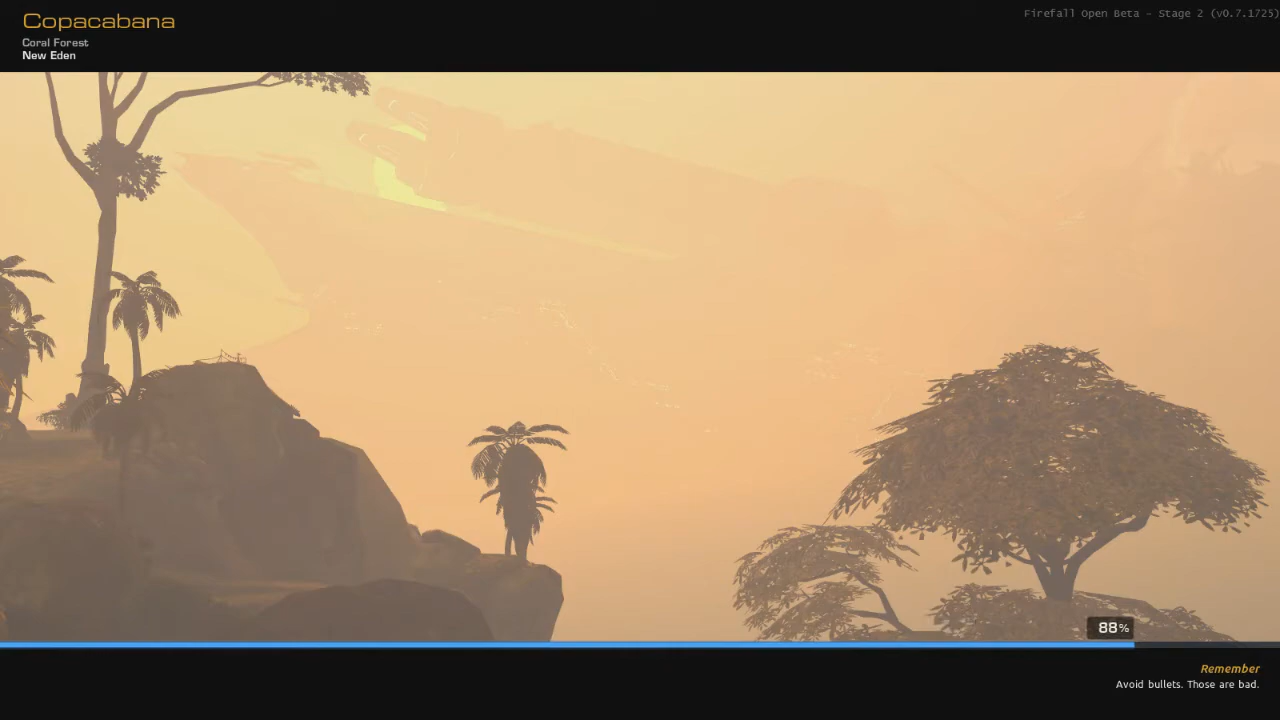 Copacabana
Coral Forest
New Eden
Firefall Open Beta - Stage 2 (v0.7.1725)
88%
Remember
Avoid bullets. Those are bad.